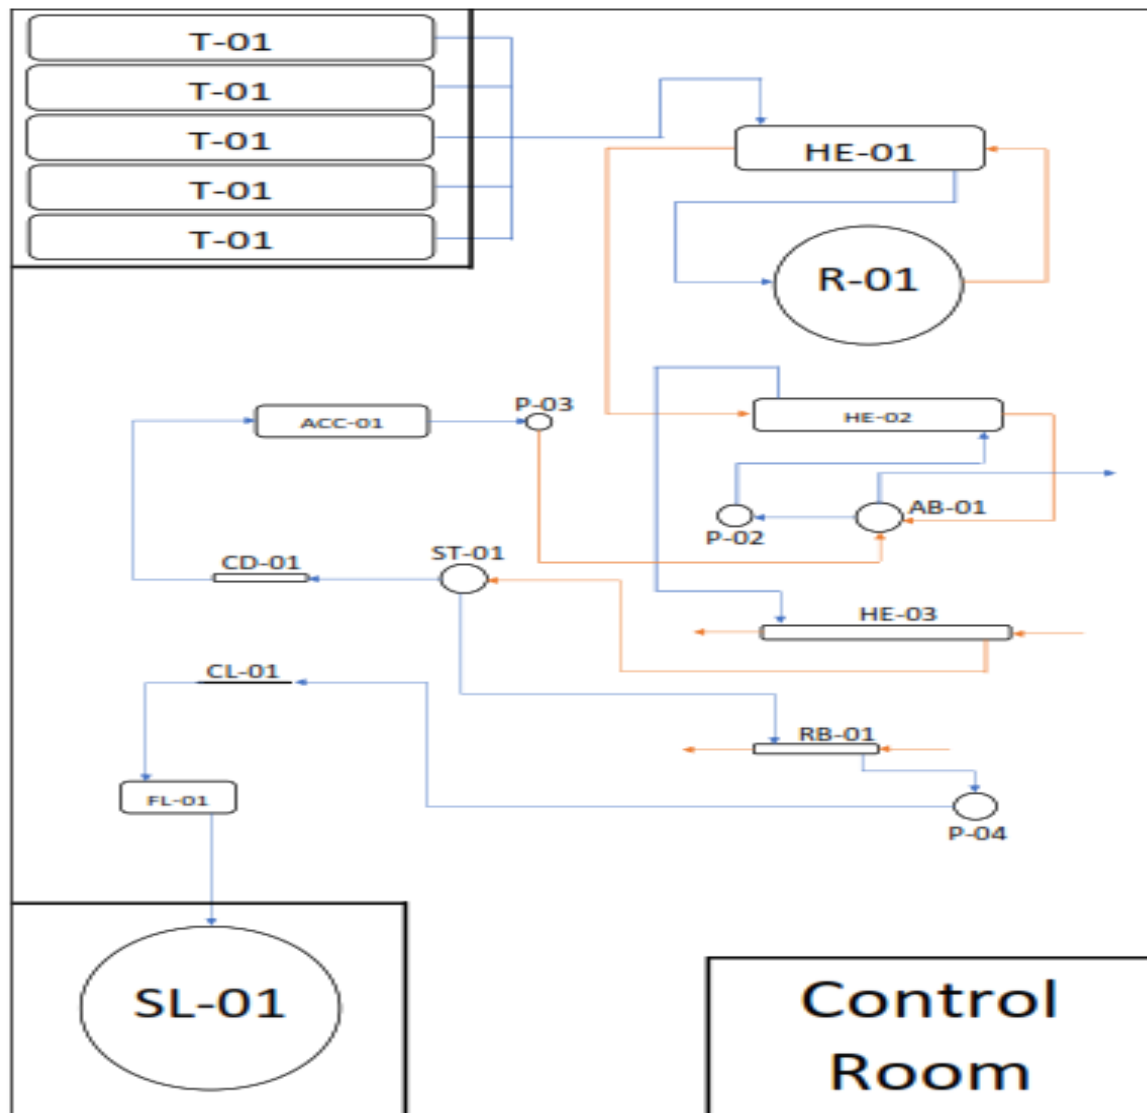 T-01
T-01
T-01
T-01
T-01
HE-01
R-01
P-03
ACC-01
HE-02
AB-01
P-02
ST-01
CD-01
HE-03
CL-01
RB-01
FL-01
P-04
SL-01
Control
Room